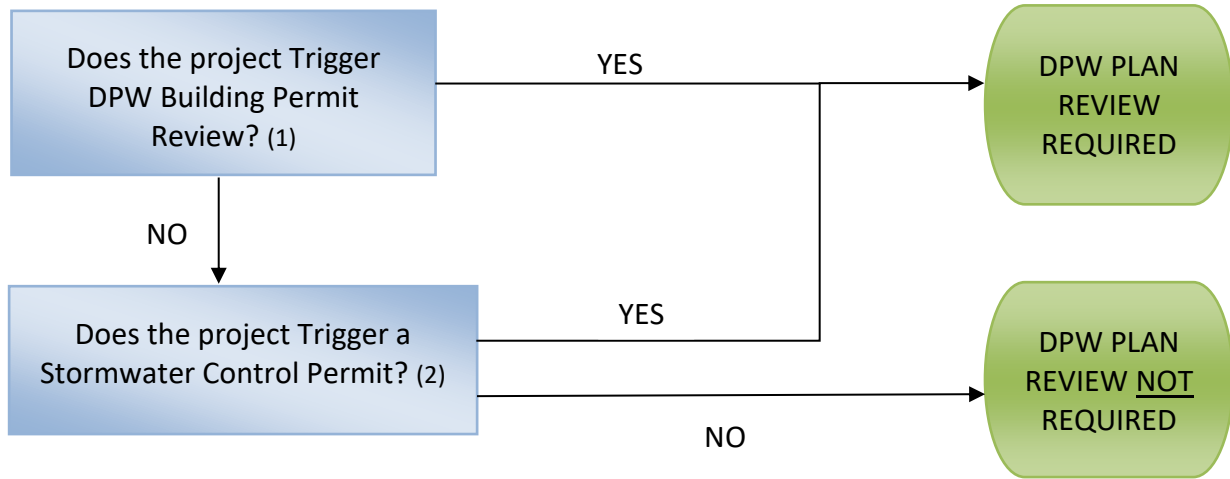 Does the project Trigger
DPW Building Permit
Review? (1)
YES
DPW PLAN
REVIEW
REQUIRED
NO
Does the project Trigger a
Stormwater Control Permit? (2)
YES
NO
DPW PLAN
REVIEW NOT
REQUIRED